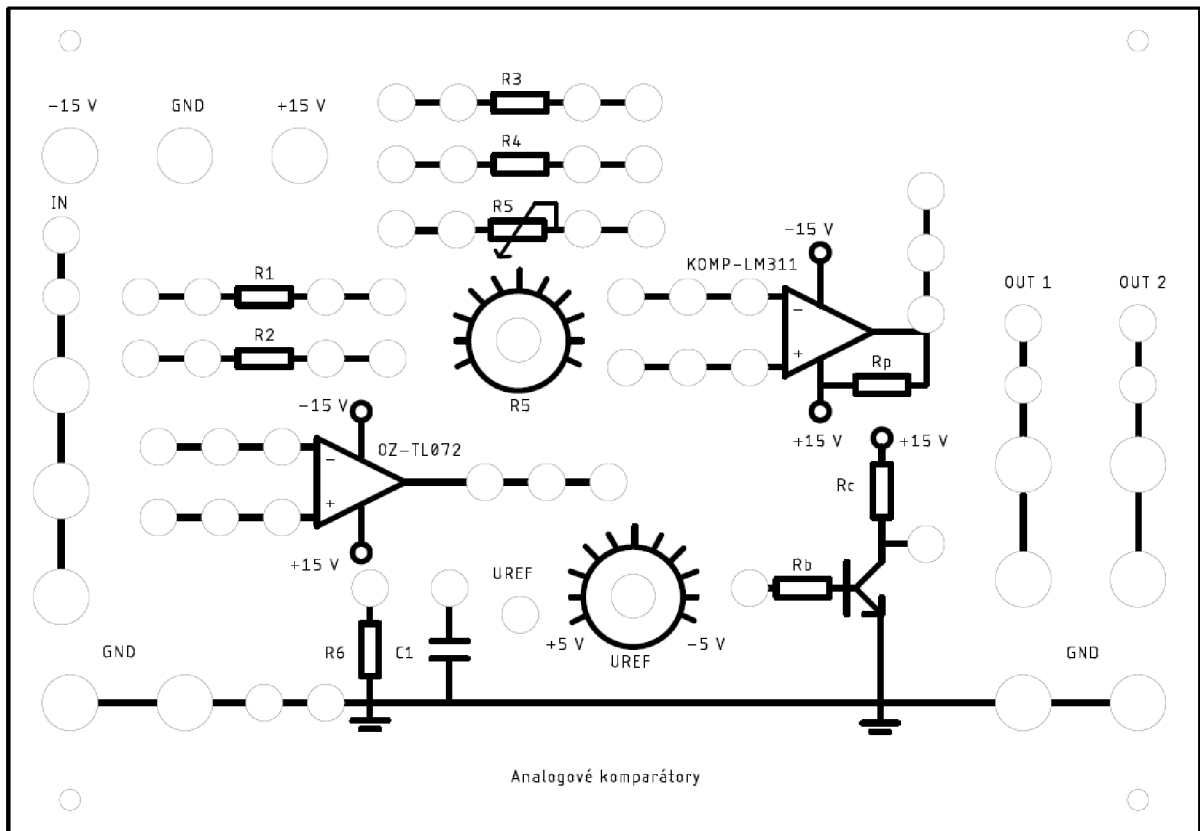 R3
-15 V GND +15 V
R4
IN
R5
-15 V
KOMP-LM311
R1
OUT 1 OUT 2
-
R2
+
Rp
R5
-15 V
+15 V
+15 V
OZ-TL072
-
Rc
+
+15 V
UREF
Rb
+5 V -5 V
R6 C1
UREF
GND GND
Analogové komparátory